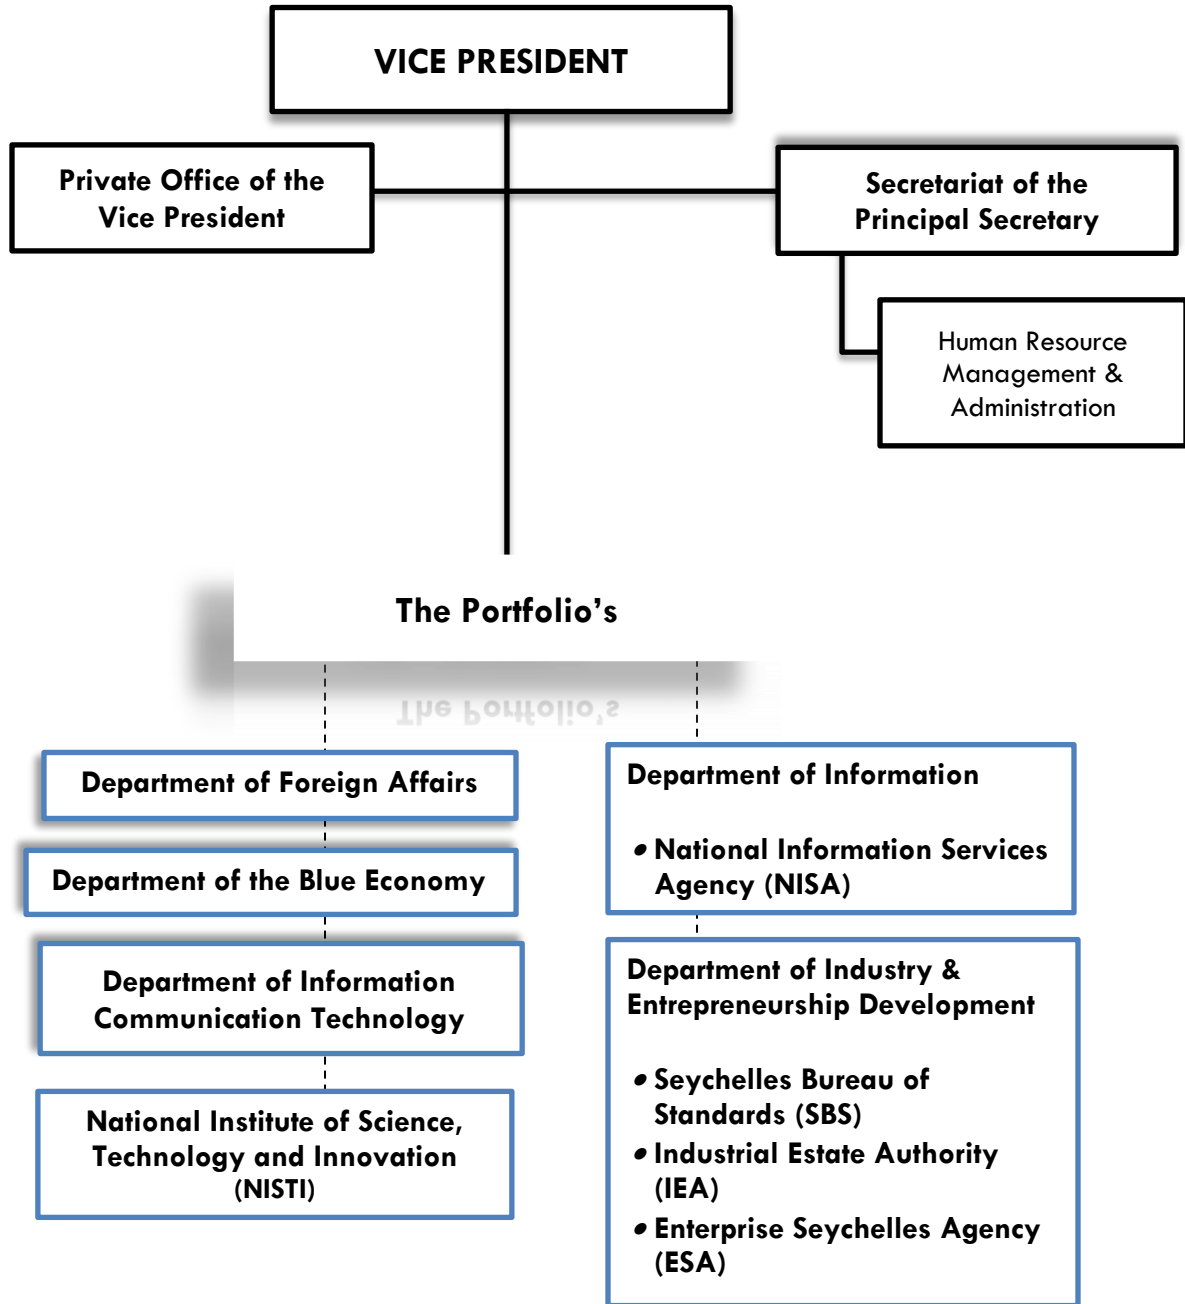 VICE PRESIDENT
Private Office of the
Vice President
Secretariat of the
Principal Secretary
Human Resource
Management &
Administration
The Portfolio’s
Department of Foreign Affairs
Department of the Blue Economy
Department of Information
Communication Technology
National Institute of Science,
Technology and Innovation
(NISTI)
Department of Information
• National Information Services
Agency (NISA)
Department of Industry &
Entrepreneurship Development
• Seychelles Bureau of
Standards (SBS)
• Industrial Estate Authority
(IEA)
• Enterprise Seychelles Agency
(ESA)